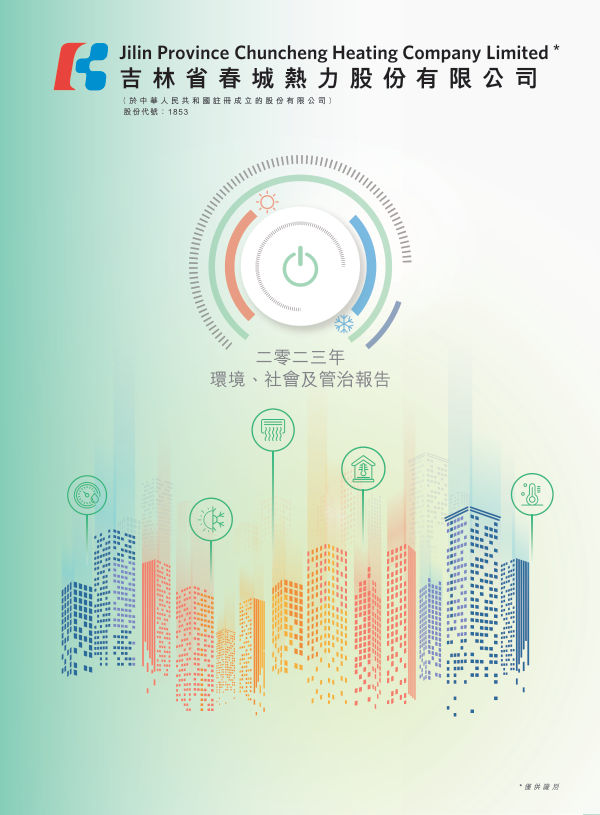 Jilin Province Chuncheng Heating Company Limited *
吉林省春城熱力股份有限公司
（於中華人民共和國註冊成立的股份有限公司）
股份代號：1853
二零二三年
環境、社會及管治報告
* 僅供識別